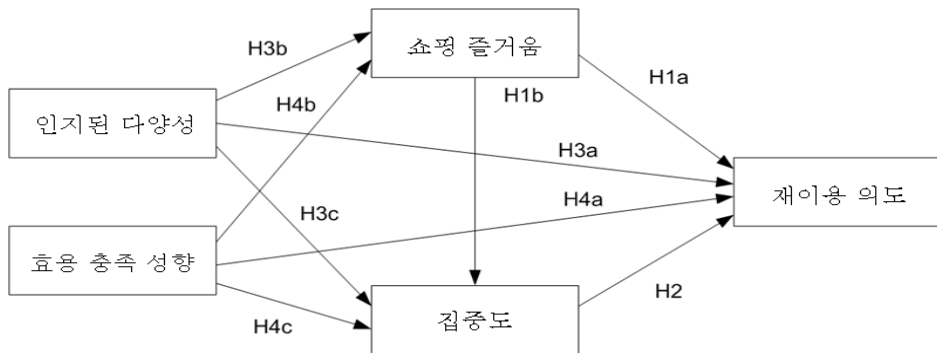 쇼핑 즐거움
H3b
H1a
H4b
H1b
인지된 다양성
H3a
재이용 의도
H4a
H3c
효용 충족 성향
H2
집중도
H4c